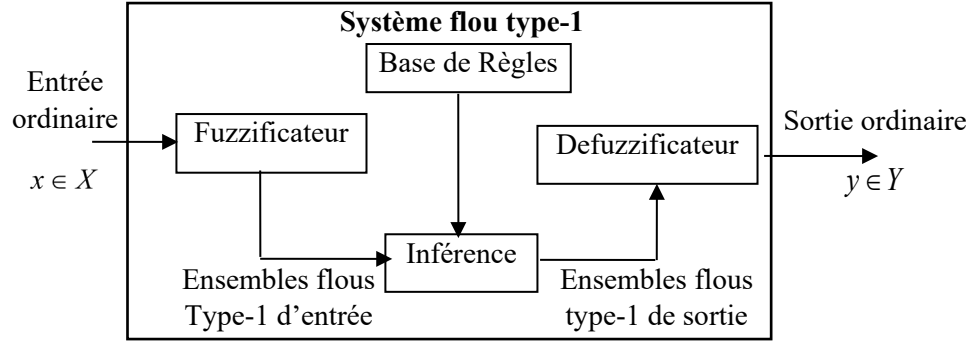 Système flou type-1
Base de Règles
Entrée
ordinaire
x ∈ X
Fuzzificateur
Defuzzificateur
Sortie ordinaire
y ∈ Y
Inférence
Ensembles flous
Type-1 d’entrée
Ensembles flous
type-1 de sortie